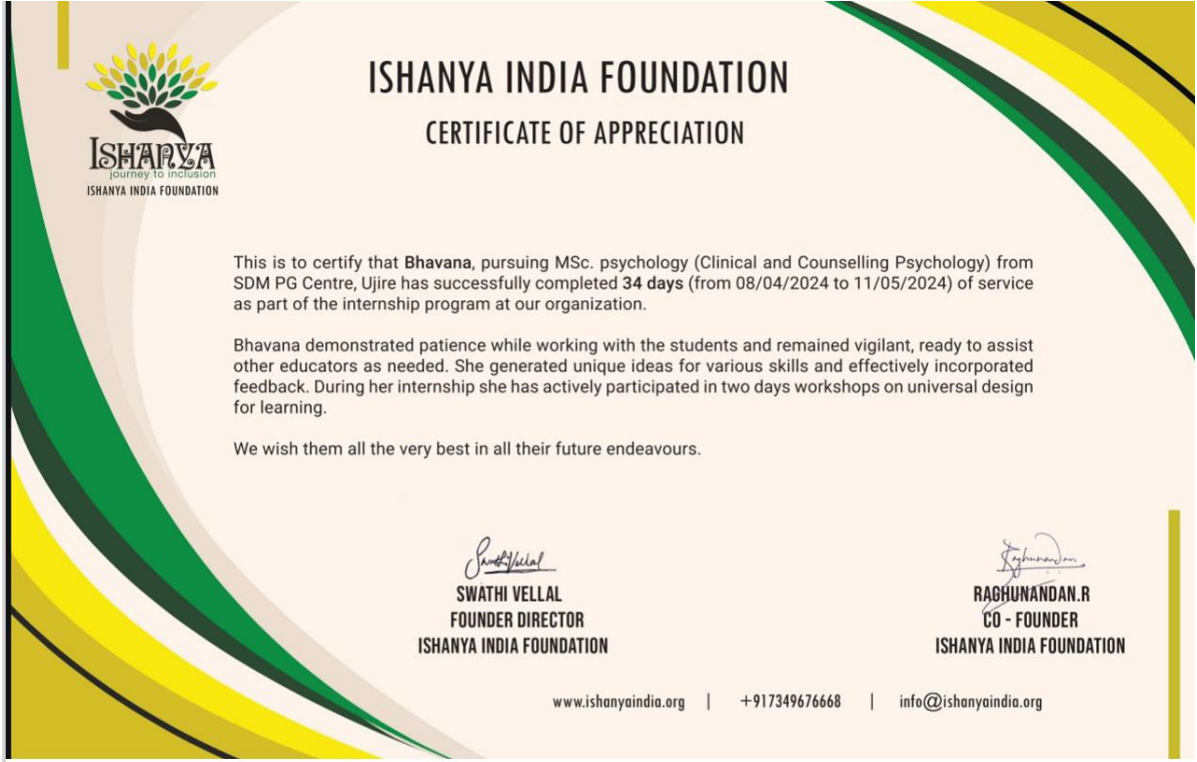 ISHANYA INDIA FOUNDATION
CERTIFICATE OF APPRECIATION
ISHANYA
journey to inclusion
ISHANYA INDIA FOUNDATION
This is to certify that Bhavana, pursuing MSc. psychology (Clinical and Counselling Psychology) from
SDM PG Centre, Ujire has successfully completed 34 days (from 08/04/2024 to 11/05/2024) of service
as part of the internship program at our organization.
Bhavana demonstrated patience while working with the students and remained vigilant, ready to assist
other educators as needed. She generated unique ideas for various skills and effectively incorporated
feedback. During her internship she has actively participated in two days workshops on universal design
for learning.
We wish them all the very best in all their future endeavours.
Swathi Vellal
SWATHI VELLAL
FOUNDER DIRECTOR
ISHANYA INDIA FOUNDATION
Raghunandan
RAGHUNANDAN.R
CO - FOUNDER
ISHANYA INDIA FOUNDATION
www.ishanyaindia.org | +917349676668 | info@ishanyaindia.org